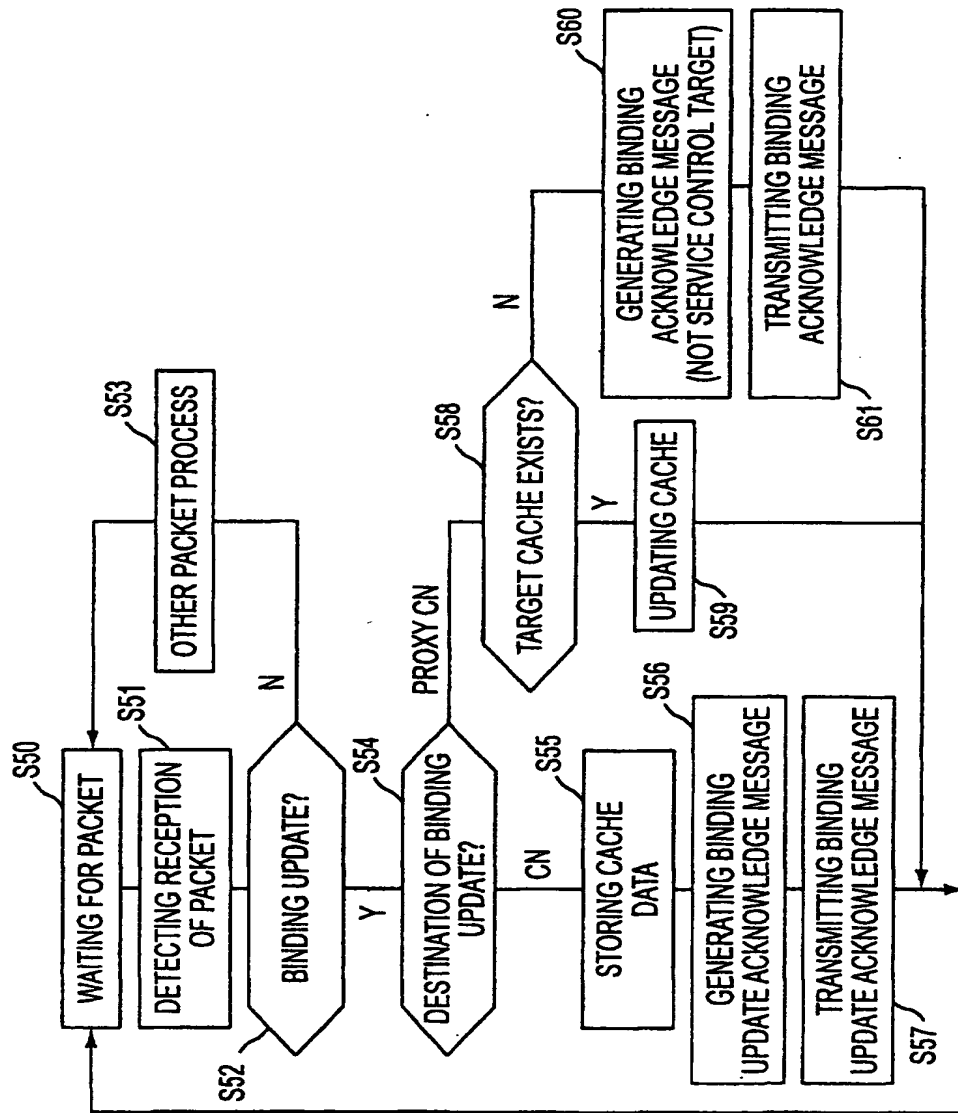 S50
WAITING FOR PACKET
S51
DETECTING RECEPTION
OF PACKET
S52
BINDING UPDATE?
N
S53
OTHER PACKET PROCESS
Y
S54
DESTINATION OF BINDING
UPDATE?
PROXY CN
CN
S55
STORING CACHE
DATA
S56
GENERATING BINDING
UPDATE ACKNOWLEDGE MESSAGE
TRANSMITTING BINDING
UPDATE ACKNOWLEDGE MESSAGE
S57
S58
TARGET CACHE EXISTS?
Y
UPDATING CACHE
S59
N
S60
GENERATING BINDING
ACKNOWLEDGE MESSAGE
(NOT SERVICE CONTROL TARGET)
TRANSMITTING BINDING
ACKNOWLEDGE MESSAGE
S61